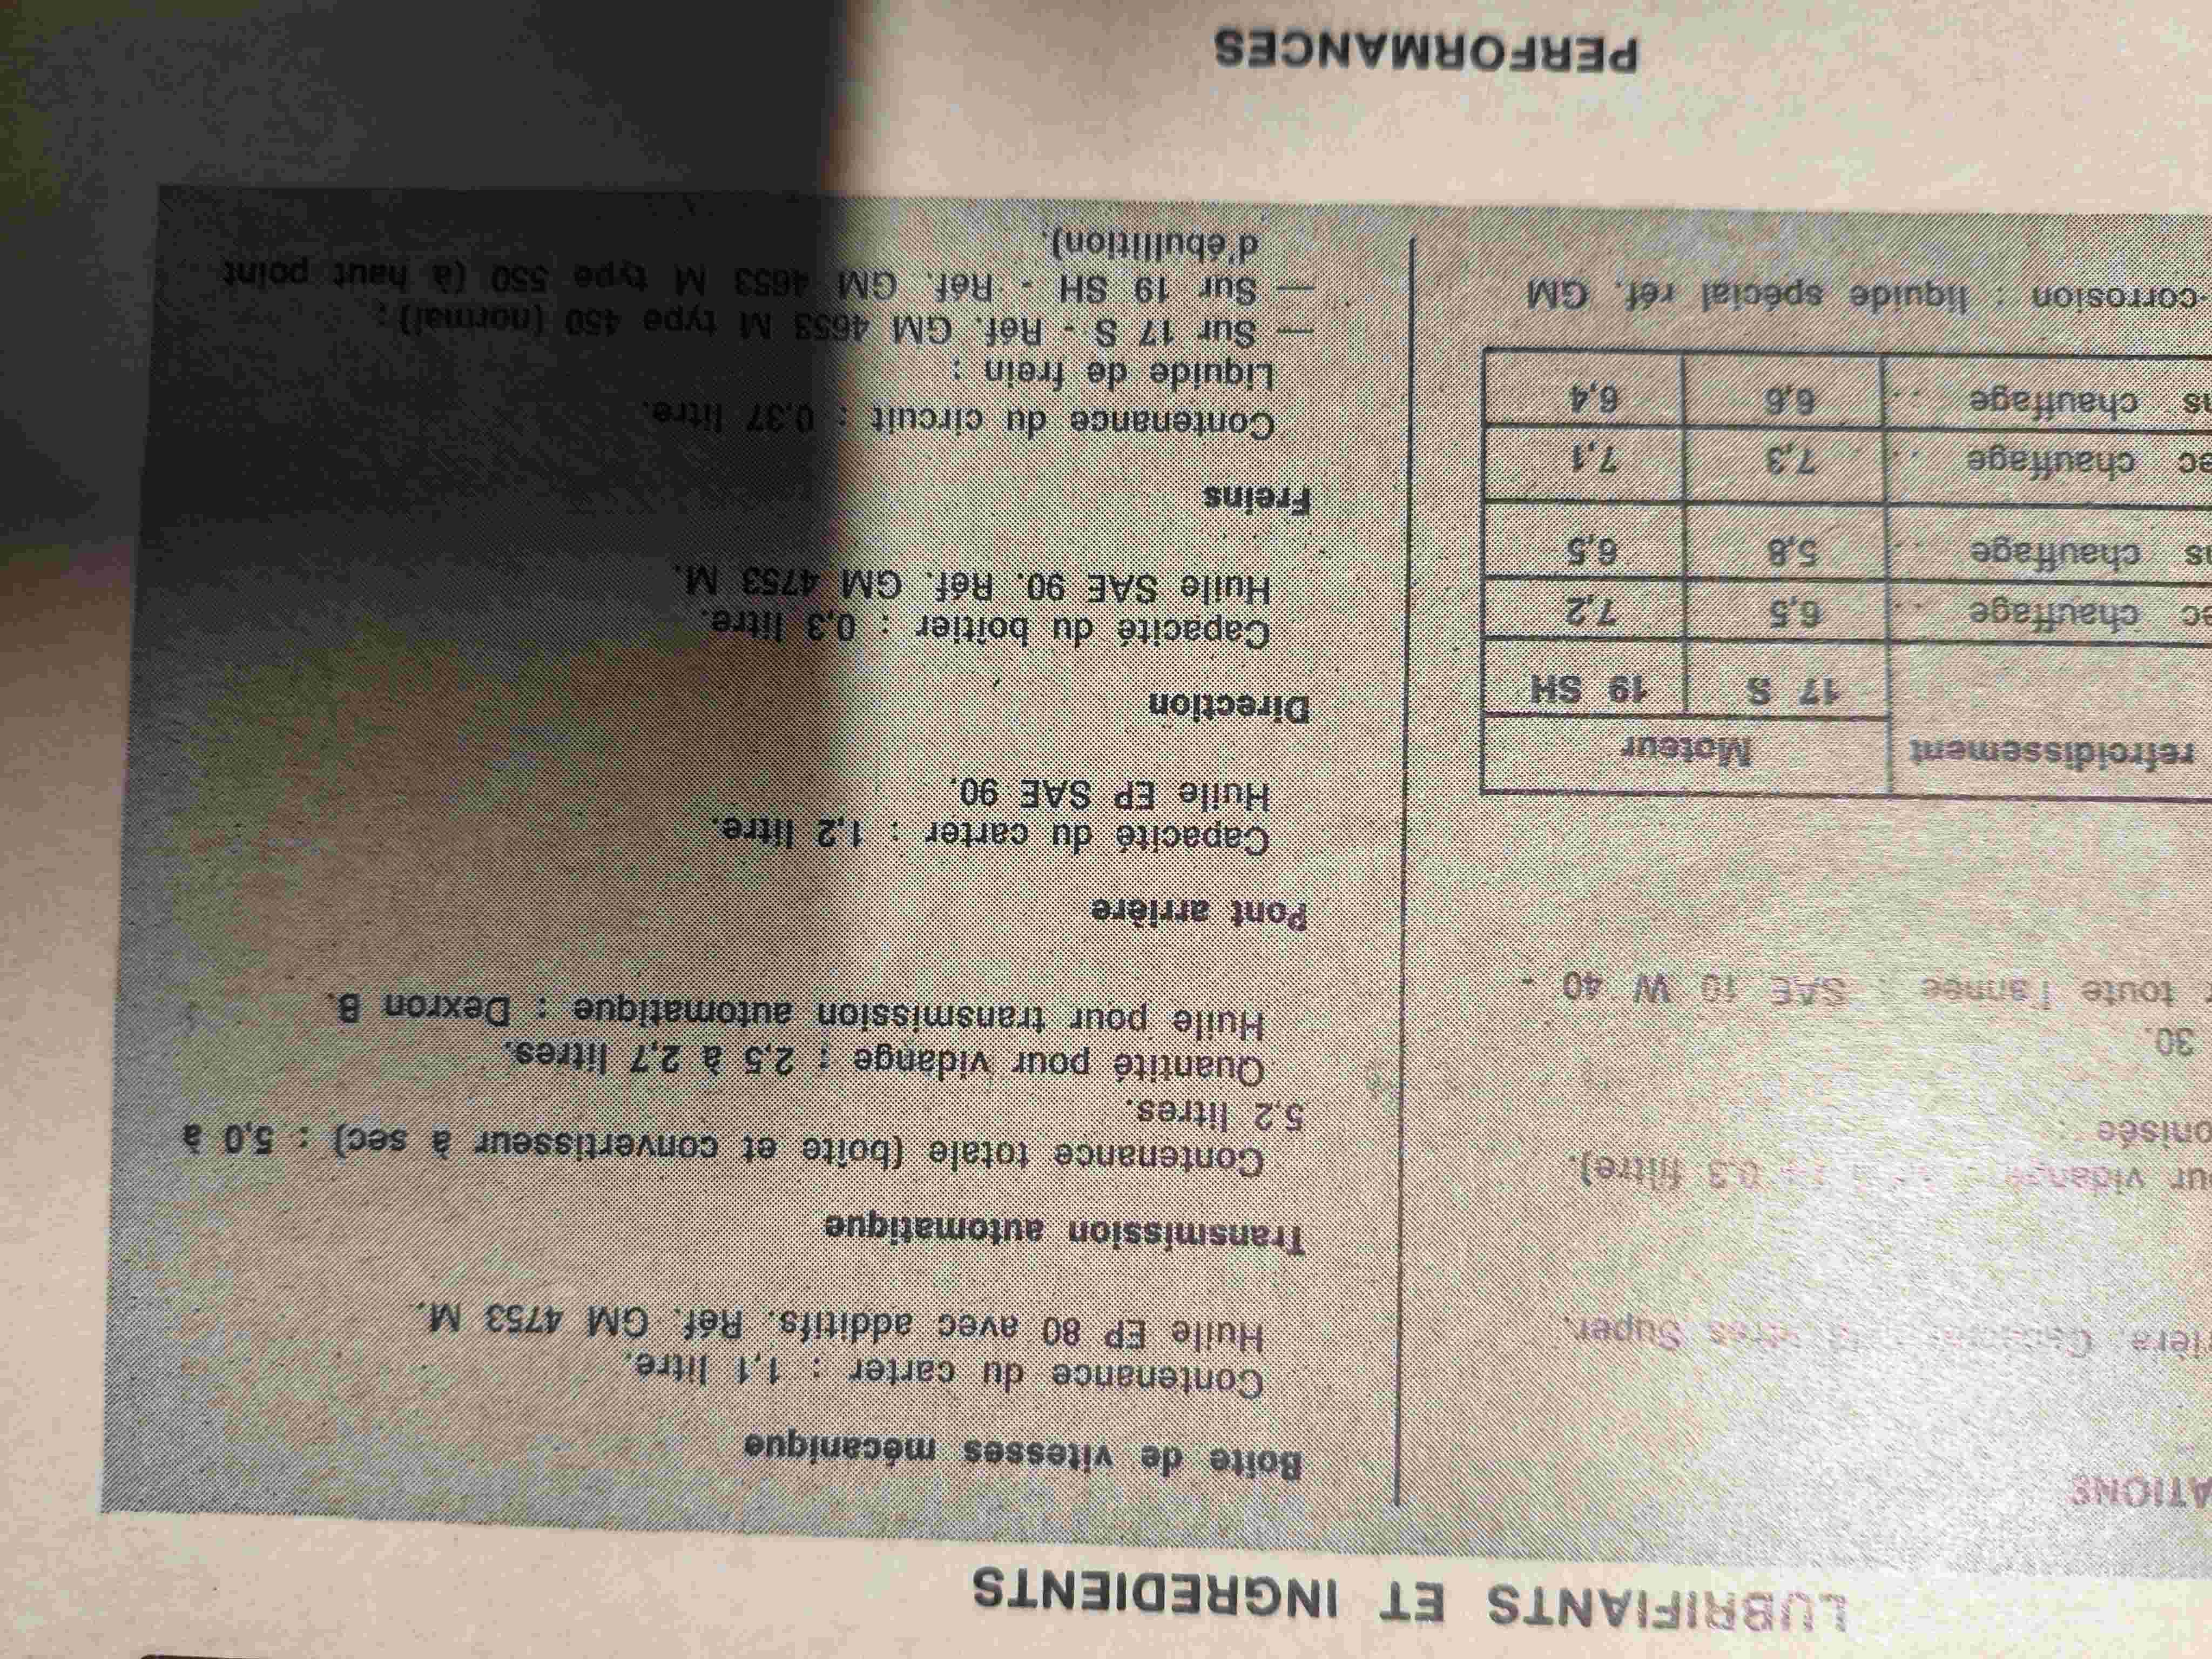 LUBRIFIANTS ET INGREDIENTS
ATIONS
Super.
ur vidange 0,3 filtre).
onisée :
30.
toute l'année : SAE 10 W 40 -
refroidissement Moteur
17 S 19 SH
ec chauffage .. 6,5 7,2
ns chauffage .. 5,8 6,5
ec chauffage .. 7,3 7,1
ns chauffage .. 6,6 6,4
-corrosion : liquide spécial réf. GM
Boîte de vitesses mécanique
Contenance du carter : 1,1 litre.
Huile EP 80 avec additifs. Réf. GM 4753 M.
Transmission automatique
Contenance totale (boîte et convertisseur à sec) : 5,0 à
5,2 litres.
Quantité pour vidange : 2,5 à 2,7 litres.
Huile pour transmission automatique : Dexron B.
Pont arrière
Capacité du carter : 1,2 litre.
Huile EP SAE 90.
Direction
Capacité du boîtier : 0,3 litre.
Huile SAE 90. Réf. GM 4753 M.
Freins
Contenance du circuit : 0,37 litre.
Liquide de frein :
— Sur 17 S - Réf. GM 4653 M type 450 (normal) ;
— Sur 19 SH - Réf. GM 4653 M type 550 (à haut point
d'ébullition).
PERFORMANCES